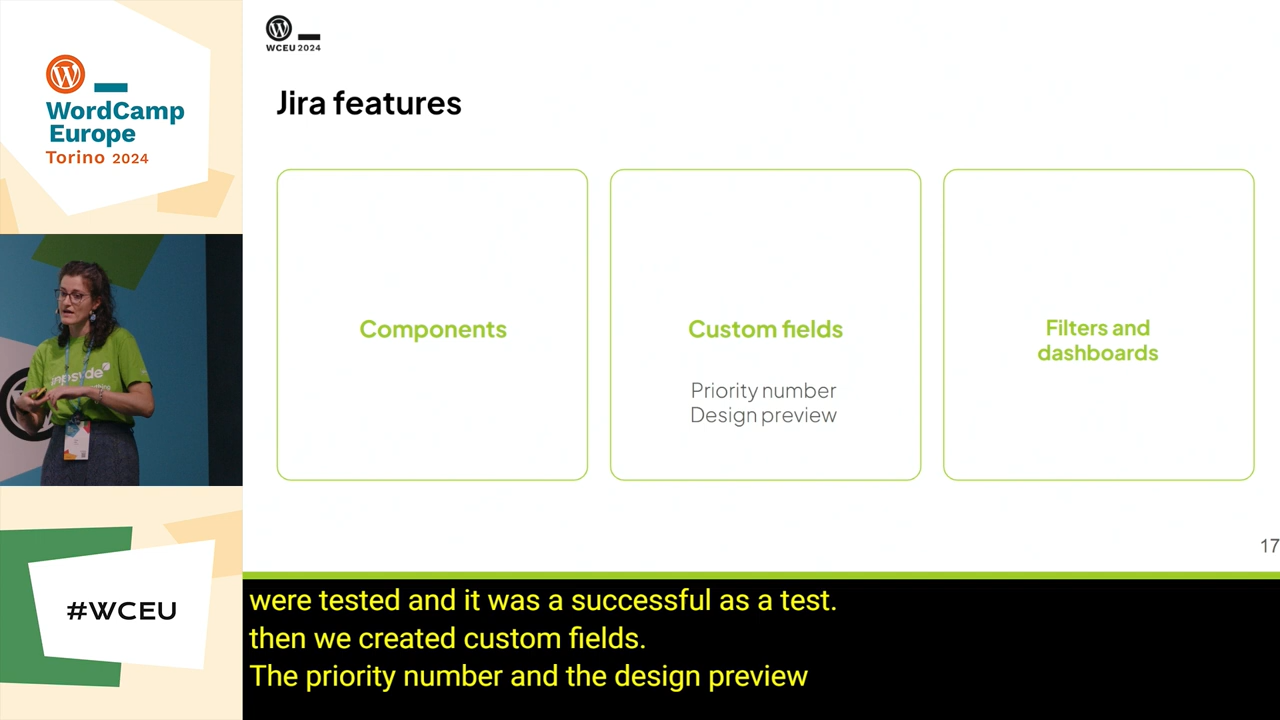 WordCamp
Europe
Torino 2024
#WCEU
WCEU 2024
Jira features
Components
Custom fields
Priority number
Design preview
Filters and
dashboards
17
were tested and it was a successful as a test.
then we created custom fields.
The priority number and the design preview